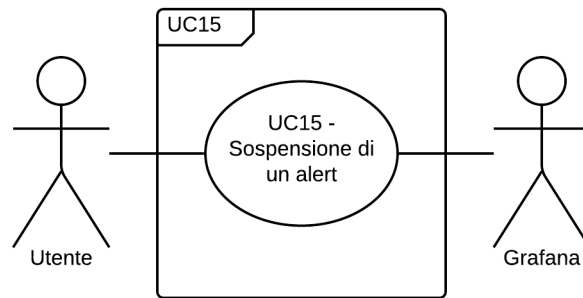 UC15
UC15 -
Sospensione di
un alert
Utente
Grafana